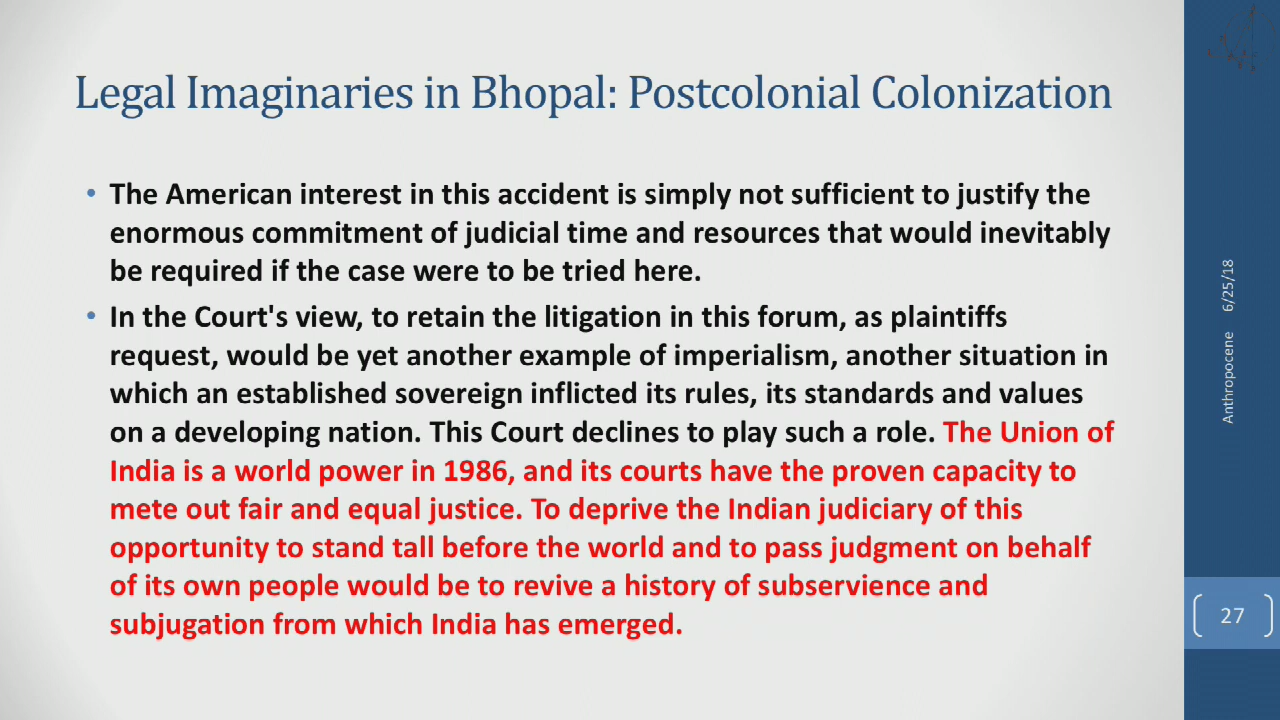 Legal Imaginaries in Bhopal: Postcolonial Colonization
• The American interest in this accident is simply not sufficient to justify the
enormous commitment of judicial time and resources that would inevitably
be required if the case were to be tried here.
• In the Court's view, to retain the litigation in this forum, as plaintiffs
request, would be yet another example of imperialism, another situation in
which an established sovereign inflicted its rules, its standards and values
on a developing nation. This Court declines to play such a role. The Union of
India is a world power in 1986, and its courts have the proven capacity to
mete out fair and equal justice. To deprive the Indian judiciary of this
opportunity to stand tall before the world and to pass judgment on behalf
of its own people would be to revive a history of subservience and
subjugation from which India has emerged.
Anthropocene 6/25/18
27